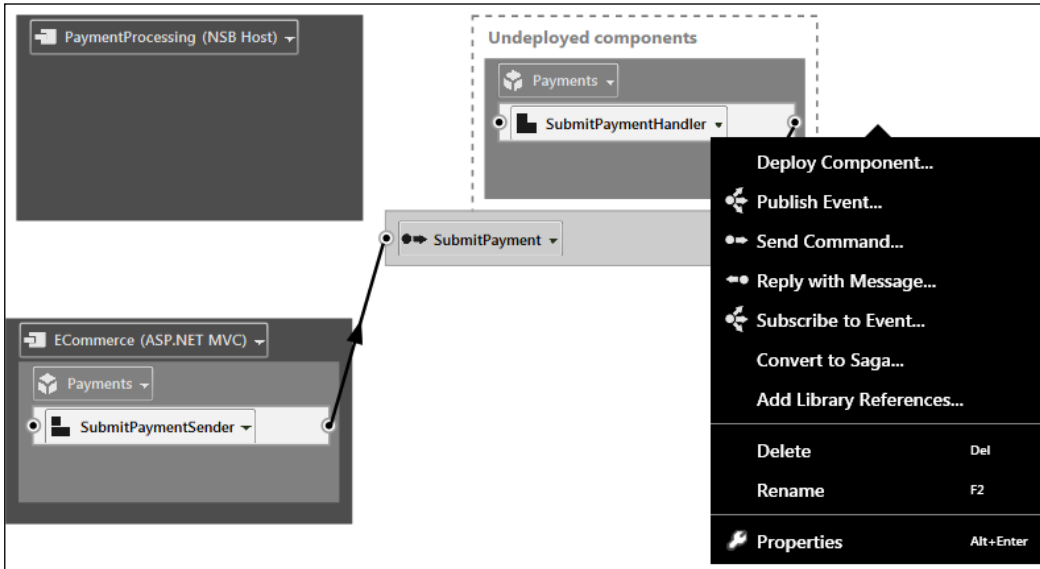 PaymentProcessing (NSB Host)
Undeployed components
Payments
SubmitPaymentHandler
SubmitPayment
ECommerce (ASP.NET MVC)
Payments
SubmitPaymentSender
Deploy Component...
Publish Event...
Send Command...
Reply with Message...
Subscribe to Event...
Convert to Saga...
Add Library References...
Delete Del
Rename F2
Properties Alt+Enter